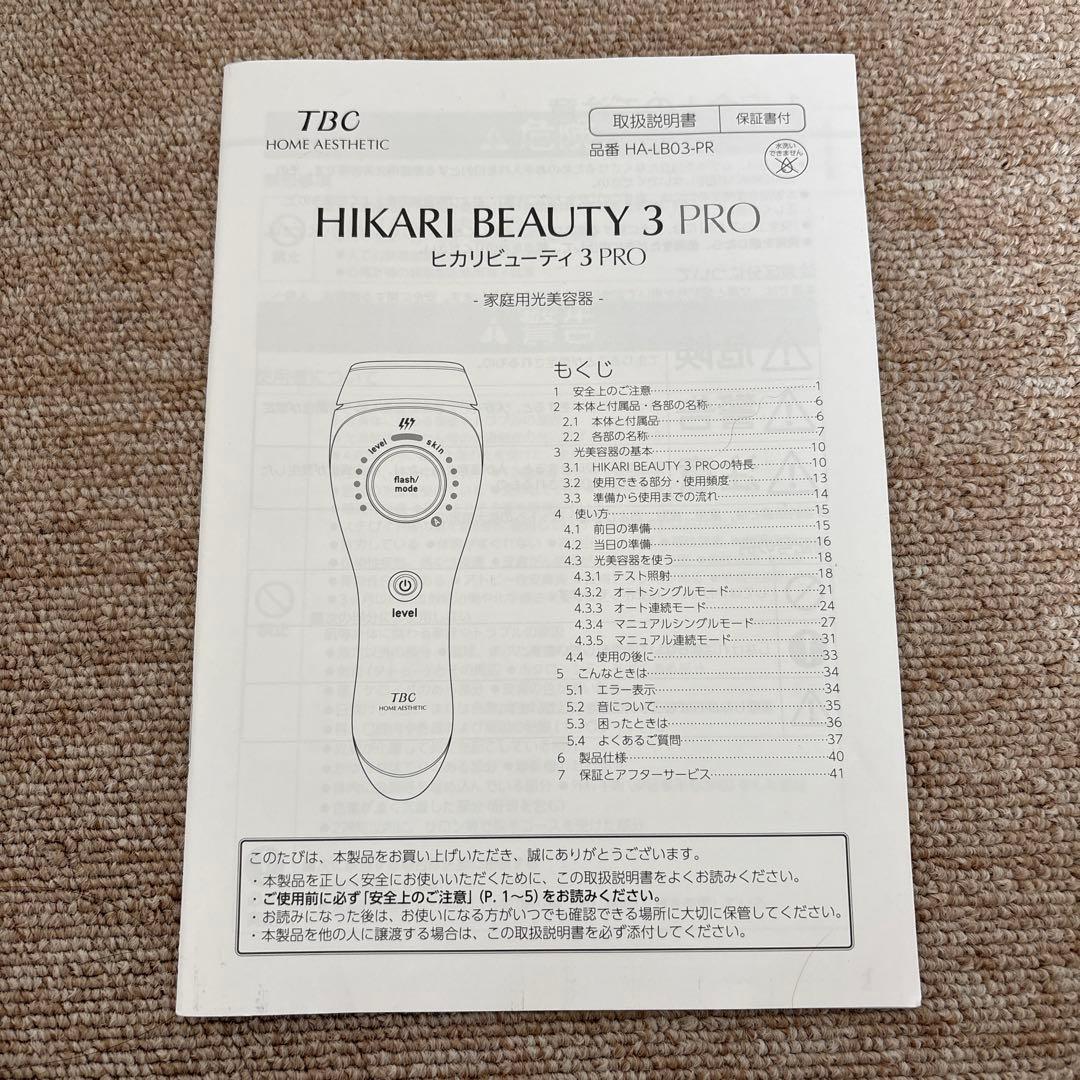 TBC
HOME AESTHETIC
取扱説明書 保証書付
品番 HA-LB03-PR
水洗い
できません
HIKARI BEAUTY 3 PRO
ヒカリビューティ 3 PRO
- 家庭用光美容器 -
level skin
flash/
mode
level
TBC
HOME AESTHETIC
もくじ
1 安全上のご注意 1
2 本体と付属品・各部の名称 6
2.1 本体と付属品 6
2.2 各部の名称 7
3 光美容器の基本 10
3.1 HIKARI BEAUTY 3 PROの特長 10
3.2 使用できる部分・使用頻度 13
3.3 準備から使用までの流れ 14
4 使い方 15
4.1 前日の準備 15
4.2 当日の準備 16
4.3 光美容器を使う 18
4.3.1 テスト照射 18
4.3.2 オートシングルモード 21
4.3.3 オート連続モード 24
4.3.4 マニュアルシングルモード 27
4.3.5 マニュアル連続モード 31
4.4 使用の後に 33
5 こんなときは 34
5.1 エラー表示 34
5.2 音について 35
5.3 困ったときは 36
5.4 よくあるご質問 37
6 製品仕様 40
7 保証とアフターサービス 41
このたびは、本製品をお買い上げいただき、誠にありがとうございます。
・本製品を正しく安全にお使いいただくために、この取扱説明書をよくお読みください。
・ご使用前に必ず「安全上のご注意」(P. 1～5)をお読みください。
・お読みになった後は、お使いになる方がいつでも確認できる場所に大切に保管してください。
・本製品を他の人に譲渡する場合は、この取扱説明書を必ず添付してください。